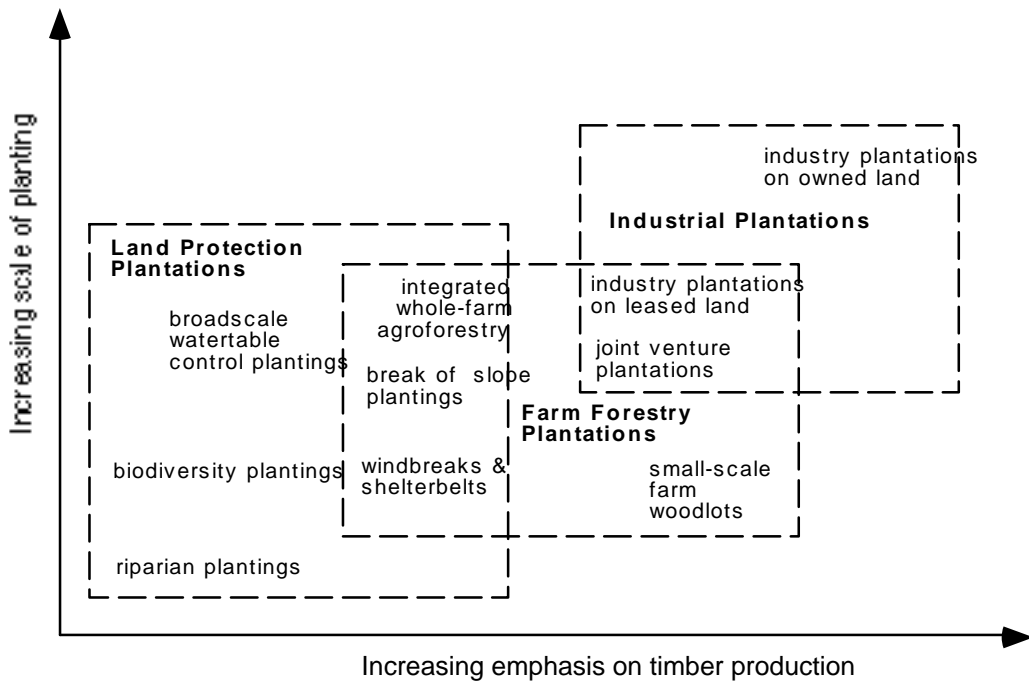 Increasing scale of planting
industry plantations
on owned land
Industrial Plantations
Land Protection
Plantations
integrated
whole-farm
agroforestry
industry plantations
on leased land
broadscale
watertable
control plantings
joint venture
plantations
break of slope
plantings
Farm Forestry
Plantations
biodiversity plantings
windbreaks &
shelterbelts
small-scale
farm
woodlots
riparian plantings
Increasing emphasis on timber production